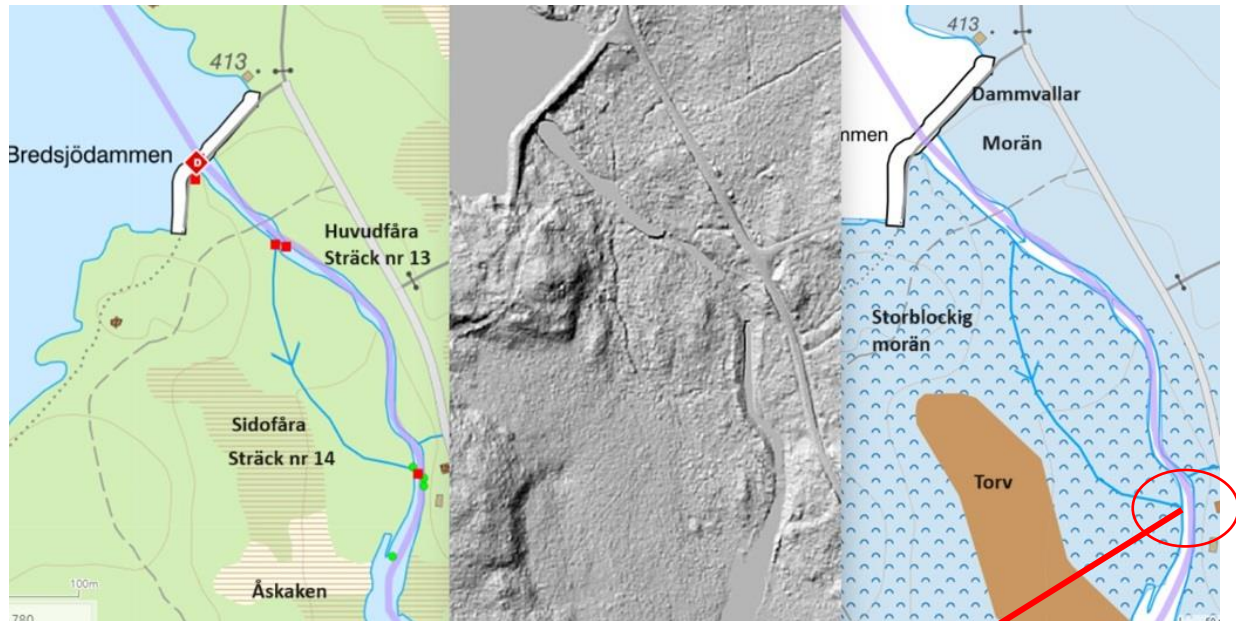 413
Bredsjödammen
D
Huvudfåra
Sträck nr 13
Sidofåra
Sträck nr 14
Åskaken
100m
780
413
Dammvallar
mmen
Morän
Storblockig
morän
Torv